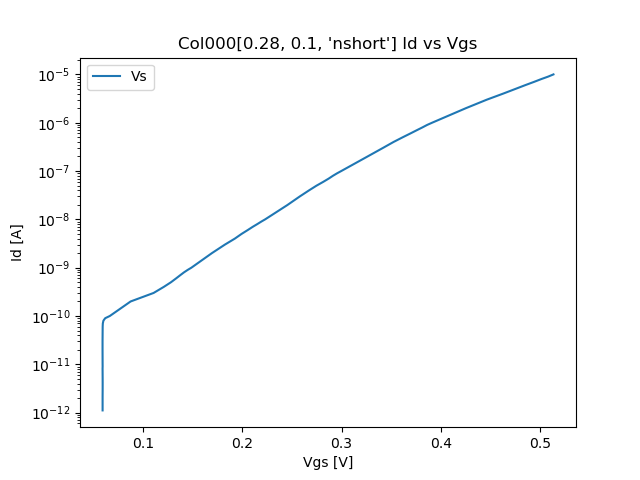 Col000[0.28, 0.1, 'nshort'] Id vs Vgs
Vs
10⁻⁵
10⁻⁶
10⁻⁷
10⁻⁸
10⁻⁹
10⁻¹⁰
10⁻¹¹
10⁻¹²
Id [A]
0.1 0.2 0.3 0.4 0.5
Vgs [V]